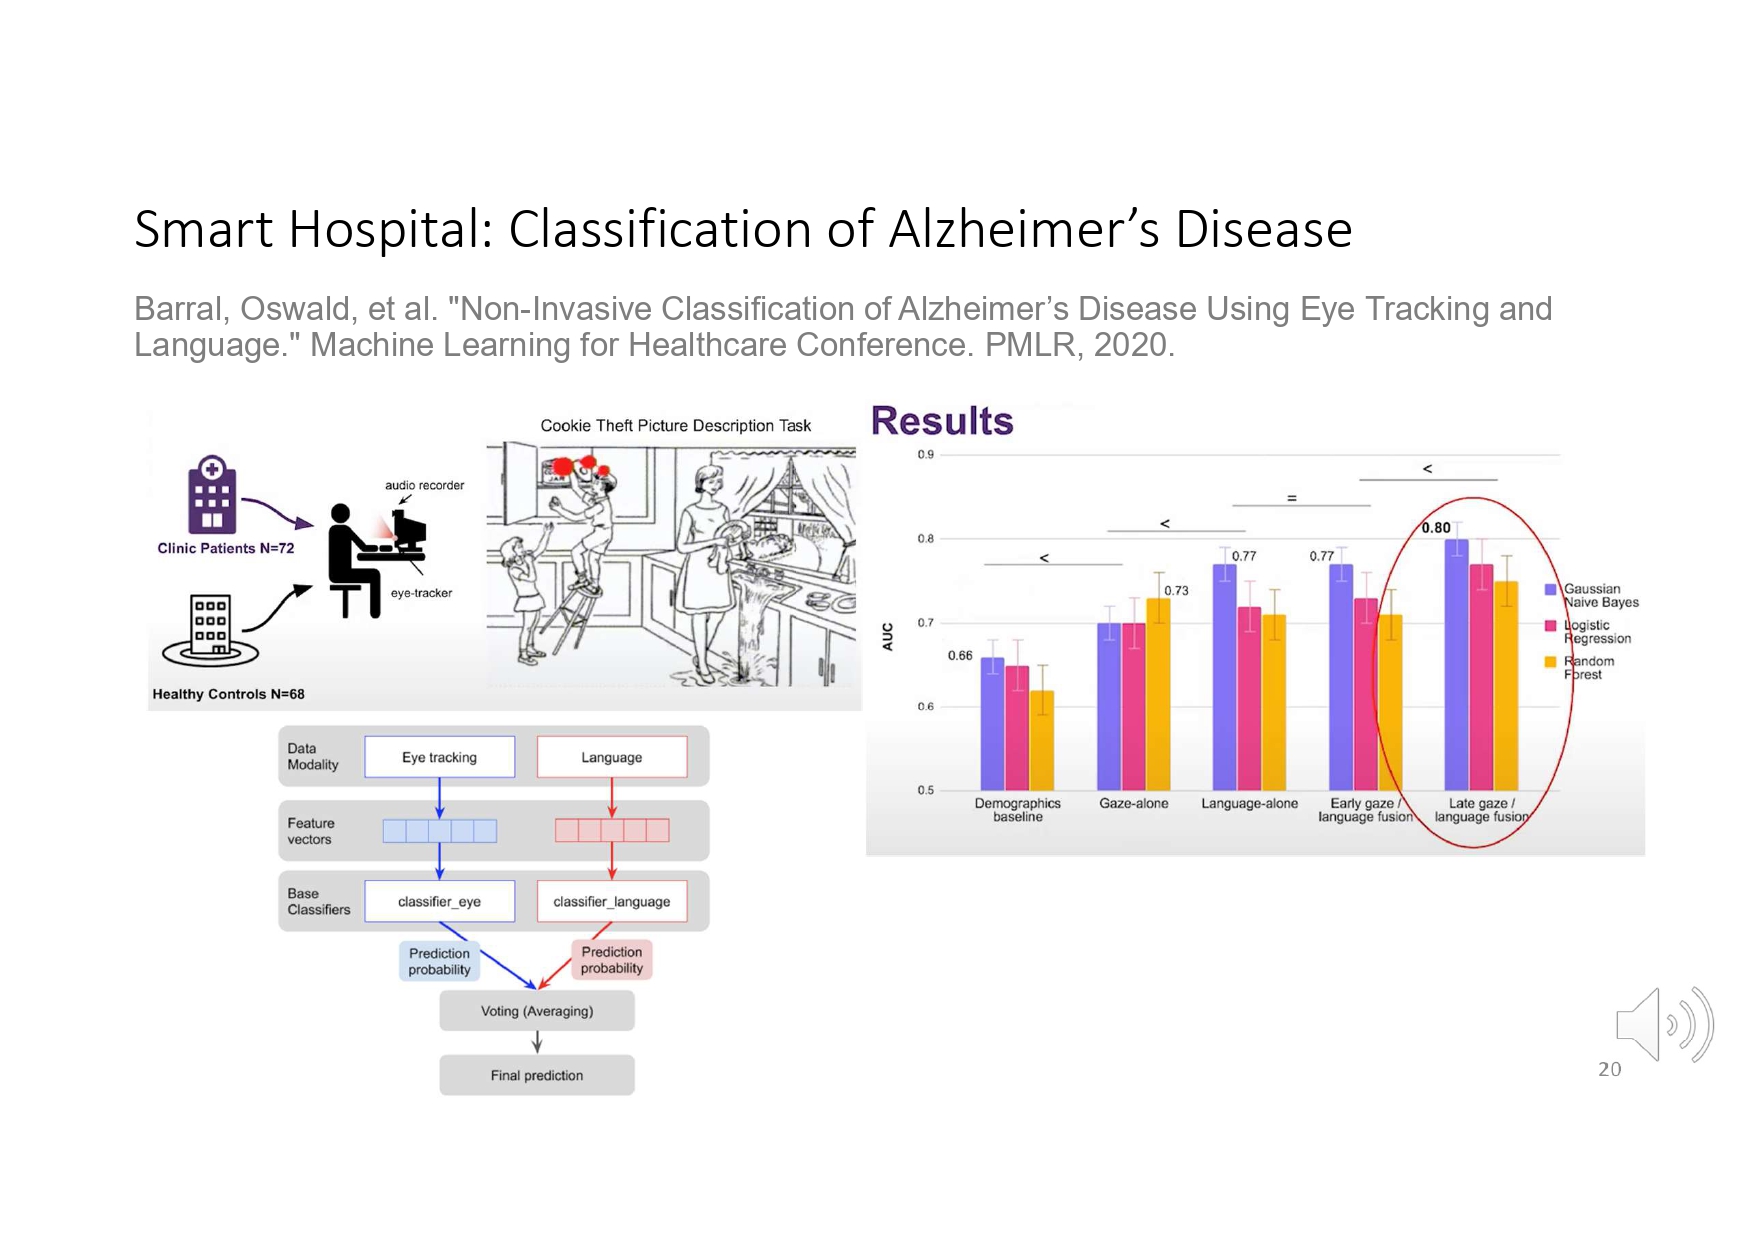 Smart Hospital: Classification of Alzheimer’s Disease
Barral, Oswald, et al. "Non-Invasive Classification of Alzheimer’s Disease Using Eye Tracking and
Language." Machine Learning for Healthcare Conference. PMLR, 2020.
Clinic Patients N=72
Healthy Controls N=68
audio recorder
eye-tracker
Cookie Theft Picture Description Task
JAR
Data
Modality
Eye tracking
Language
Feature
vectors
Base
Classifiers
classifier_eye
classifier_language
Prediction
probability
Prediction
probability
Voting (Averaging)
Final prediction
Results
AUC
0.9
0.8
0.7
0.6
0.5
<
<
=
<
0.66
0.73
0.77
0.77
0.80
Demographics
baseline
Gaze-alone
Language-alone
Early gaze /
language fusion
Late gaze /
language fusion
Gaussian
Naive Bayes
Logistic
Regression
Random
Forest
20